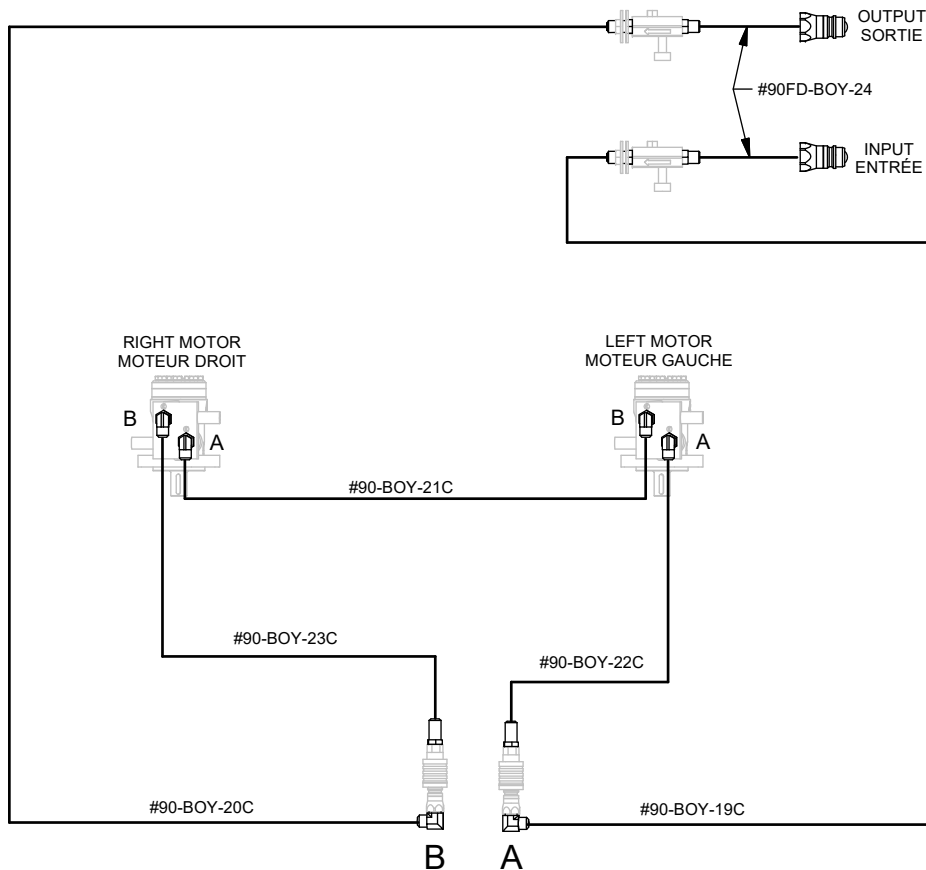 OUTPUT
SORTIE
#90FD-BOY-24
INPUT
ENTRÉE
RIGHT MOTOR
MOTEUR DROIT
LEFT MOTOR
MOTEUR GAUCHE
B
A
B
A
#90-BOY-21C
#90-BOY-23C
#90-BOY-22C
#90-BOY-20C
#90-BOY-19C
B
A